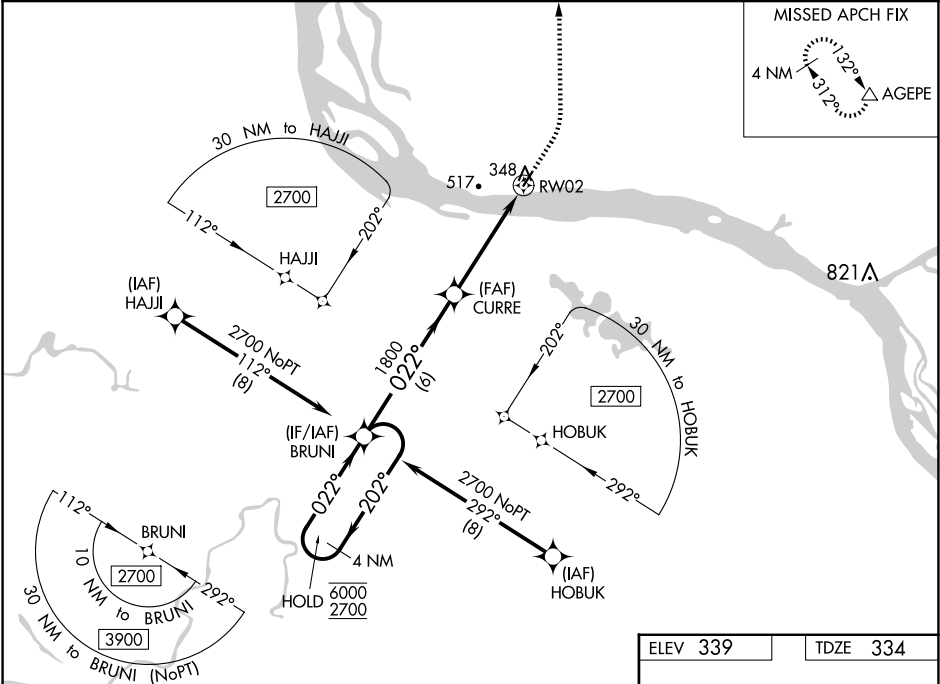 MISSED APCH FIX
4 NM
132°
312°
AGEPE
30 NM to HAJJI
2700
112°
202°
HAJJI
517
348
RW02
821
(IAF)
HAJJI
2700 NoPT
112°
(8)
(FAF)
CURRE
1800
022°
(6)
30 NM to HOBUK
202°
2700
HOBUK
292°
(IF/IAF)
BRUNI
022°
202°
4 NM
HOLD
6000
2700
2700 NoPT
292°
(8)
(IAF)
HOBUK
112°
BRUNI
292°
2700
10 NM to BRUNI
3900
30 NM to BRUNI (NoPT)
ELEV 339
TDZE 334